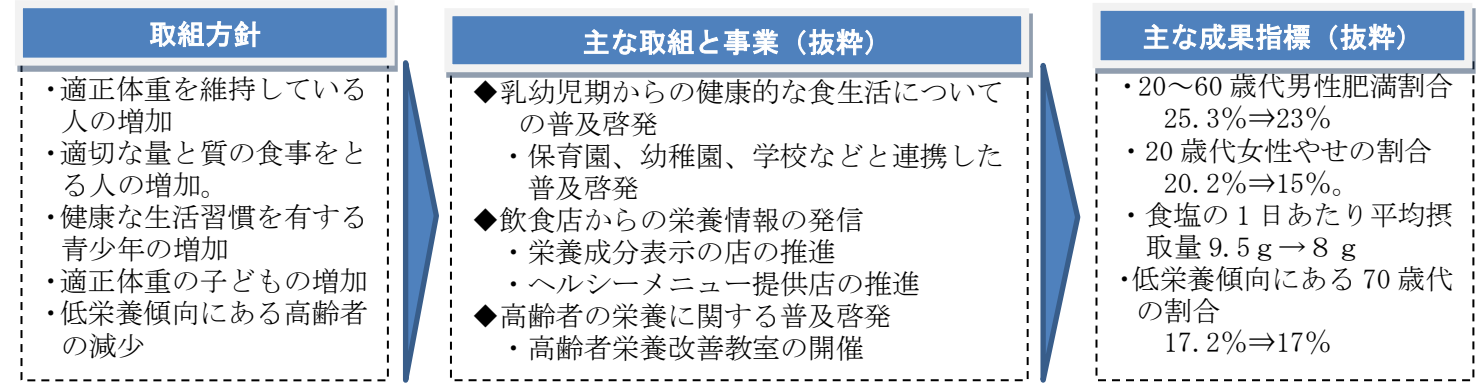 取組方針
・適正体重を維持している
人の増加
・適切な量と質の食事をと
る人の増加。
・健康な生活習慣を有する
青少年の増加
・適正体重の子どもの増加
・低栄養傾向にある高齢者
の減少
主な取組と事業（抜粋）
◆乳幼児期からの健康的な食生活について
の普及啓発
・保育園、幼稚園、学校などと連携した
普及啓発
◆飲食店からの栄養情報の発信
・栄養成分表示の店の推進
・ヘルシーメニュー提供店の推進
◆高齢者の栄養に関する普及啓発
・高齢者栄養改善教室の開催
主な成果指標（抜粋）
・20～60 歳代男性肥満割合
25.3%⇒23%
・20 歳代女性やせの割合
20.2%⇒15%。
・食塩の 1 日あたり平均摂
取量 9.5ｇ→８ｇ
・低栄養傾向にある 70 歳代
の割合
17.2%⇒17%